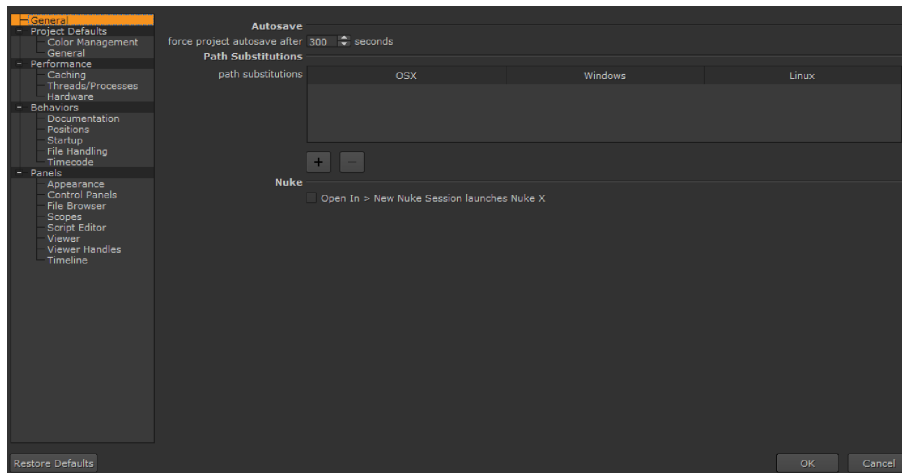 General
- Project Defaults
Color Management
General
- Performance
Caching
Threads/Processes
Hardware
- Behaviors
Documentation
Positions
Startup
File Handling
Timecode
- Panels
Appearance
Control Panels
File Browser
Scopes
Script Editor
Viewer
Viewer Handles
Timeline
Autosave
force project autosave after 300 seconds
Path Substitutions
path substitutions OSX Windows Linux
+ -
Nuke
Open In > New Nuke Session launches Nuke X
Restore Defaults OK Cancel